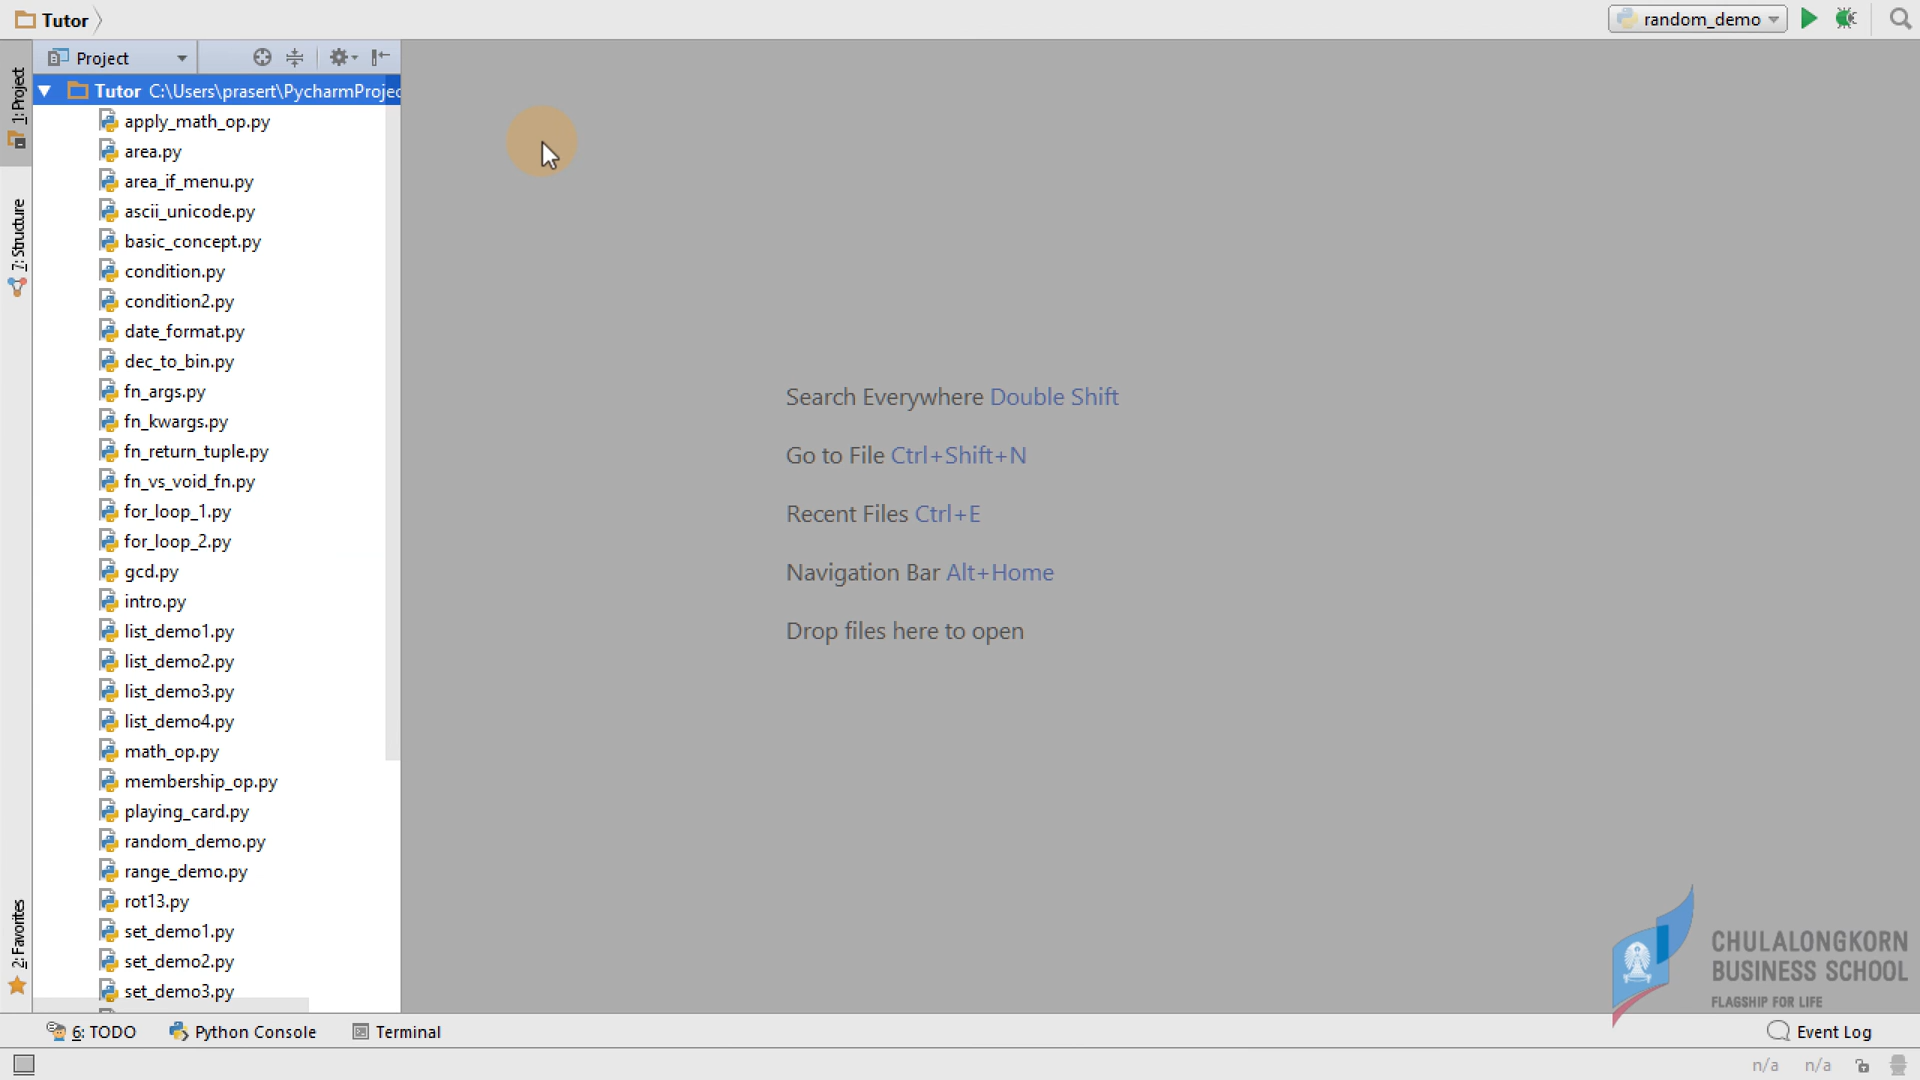 Tutor
random_demo
Project
1: Project
Tutor C:\Users\prasert\PycharmProjec
apply_math_op.py
area.py
area_if_menu.py
ascii_unicode.py
basic_concept.py
condition.py
condition2.py
date_format.py
dec_to_bin.py
fn_args.py
fn_kwargs.py
fn_return_tuple.py
fn_vs_void_fn.py
for_loop_1.py
for_loop_2.py
gcd.py
intro.py
list_demo1.py
list_demo2.py
list_demo3.py
list_demo4.py
math_op.py
membership_op.py
playing_card.py
random_demo.py
range_demo.py
rot13.py
set_demo1.py
set_demo2.py
set_demo3.py
7: Structure
2: Favorites
Search Everywhere Double Shift
Go to File Ctrl+Shift+N
Recent Files Ctrl+E
Navigation Bar Alt+Home
Drop files here to open
CHULALONGKORN
BUSINESS SCHOOL
FLAGSHIP FOR LIFE
6: TODO
Python Console
Terminal
Event Log
n/a
n/a